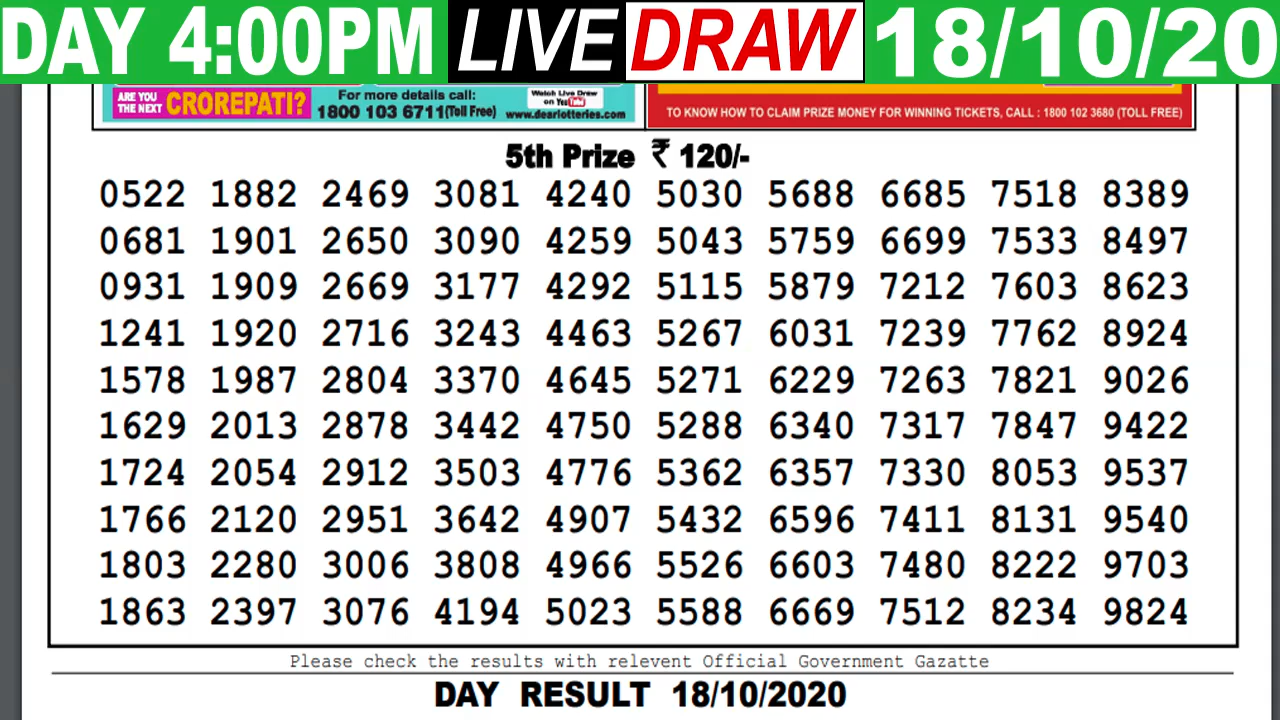 DAY 4:00PM LIVE DRAW 18/10/20
ARE YOU THE NEXT CROREPATI?
For more details call:
1800 103 6711(Toll Free)
Watch Live Draw
on YouTube
www.dearlotteries.com
TO KNOW HOW TO CLAIM PRIZE MONEY FOR WINNING TICKETS, CALL : 1800 102 3680 (TOLL FREE)
5th Prize ₹ 120/-
0522 1882 2469 3081 4240 5030 5688 6685 7518 8389
0681 1901 2650 3090 4259 5043 5759 6699 7533 8497
0931 1909 2669 3177 4292 5115 5879 7212 7603 8623
1241 1920 2716 3243 4463 5267 6031 7239 7762 8924
1578 1987 2804 3370 4645 5271 6229 7263 7821 9026
1629 2013 2878 3442 4750 5288 6340 7317 7847 9422
1724 2054 2912 3503 4776 5362 6357 7330 8053 9537
1766 2120 2951 3642 4907 5432 6596 7411 8131 9540
1803 2280 3006 3808 4966 5526 6603 7480 8222 9703
1863 2397 3076 4194 5023 5588 6669 7512 8234 9824
Please check the results with relevent Official Government Gazatte
DAY RESULT 18/10/2020